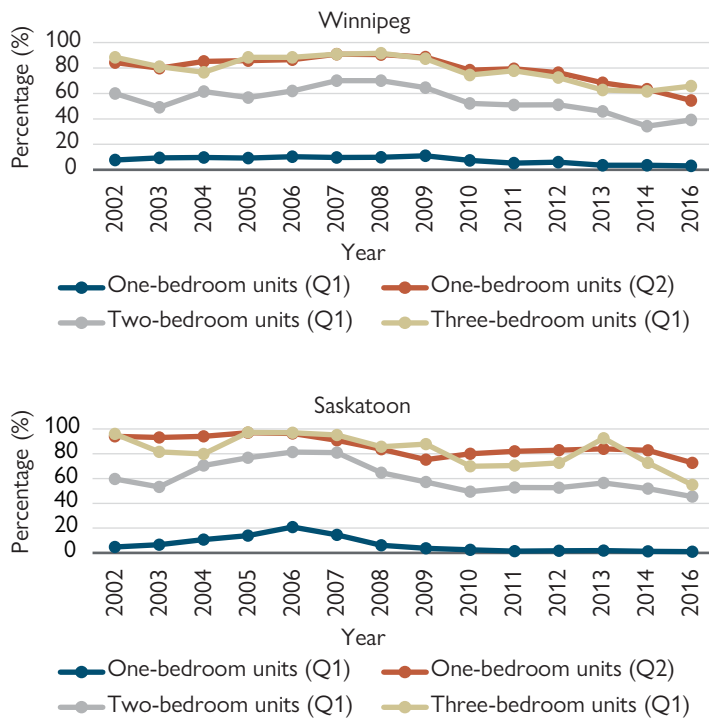 Winnipeg
Percentage (%)
100
80
60
40
20
0
2002 2003 2004 2005 2006 2007 2008 2009 2010 2011 2012 2013 2014 2016
Year
One-bedroom units (Q1) One-bedroom units (Q2)
Two-bedroom units (Q1) Three-bedroom units (Q1)
Saskatoon
Percentage (%)
100
80
60
40
20
0
2002 2003 2004 2005 2006 2007 2008 2009 2010 2011 2012 2013 2014 2016
Year
One-bedroom units (Q1) One-bedroom units (Q2)
Two-bedroom units (Q1) Three-bedroom units (Q1)